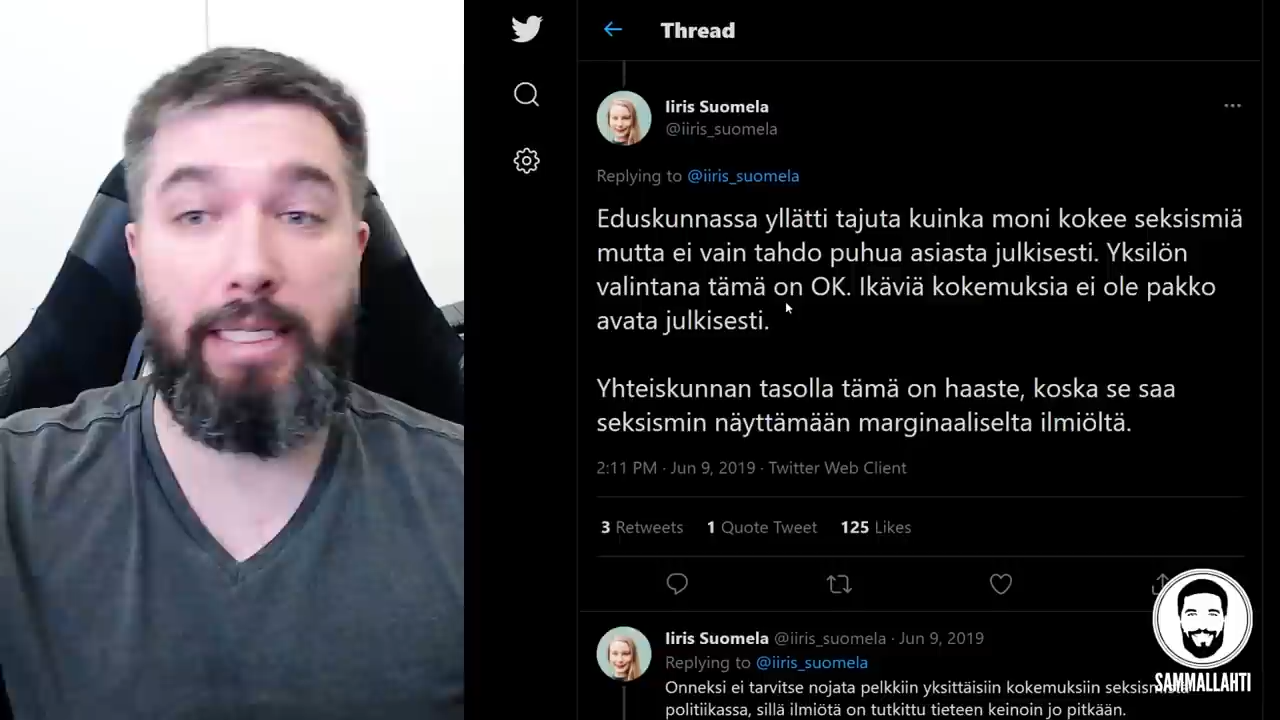 Thread
Iiris Suomela
@iiris_suomela
Replying to @iiris_suomela
Eduskunnassa yllätti tajuta kuinka moni kokee seksismiä
mutta ei vain tahdo puhua asiasta julkisesti. Yksilön
valintana tämä on OK. Ikäviä kokemuksia ei ole pakko
avata julkisesti.
Yhteiskunnan tasolla tämä on haaste, koska se saa
seksismin näyttämään marginaaliselta ilmiöltä.
2:11 PM · Jun 9, 2019 · Twitter Web Client
3 Retweets 1 Quote Tweet 125 Likes
Iiris Suomela @iiris_suomela · Jun 9, 2019
Replying to @iiris_suomela
Onneksi ei tarvitse nojata pelkkiin yksittäisiin kokemuksiin seksismistä
politiikassa, sillä ilmiötä on tutkittu tieteen keinoin jo pitkään.
SAMMALLAHTI